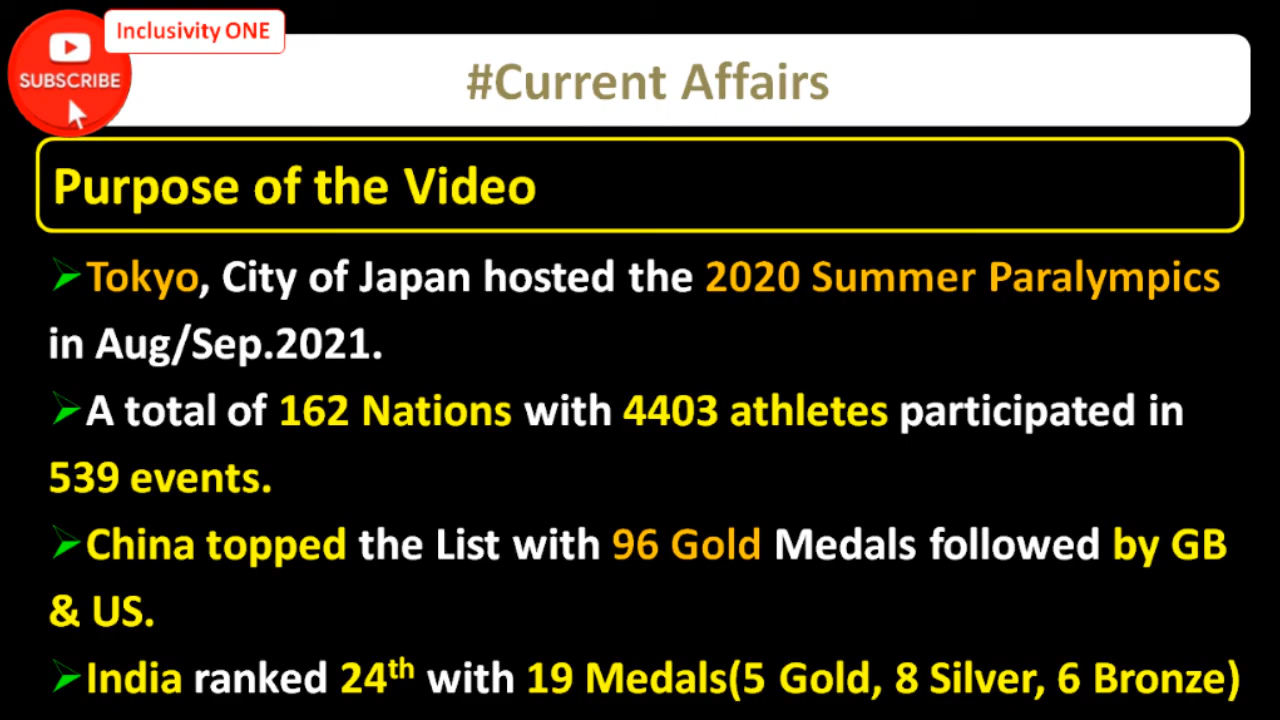 Inclusivity ONE
SUBSCRIBE
#Current Affairs
Purpose of the Video
➢Tokyo, City of Japan hosted the 2020 Summer Paralympics
in Aug/Sep.2021.
➢A total of 162 Nations with 4403 athletes participated in
539 events.
➢China topped the List with 96 Gold Medals followed by GB
& US.
➢India ranked 24th with 19 Medals(5 Gold, 8 Silver, 6 Bronze)